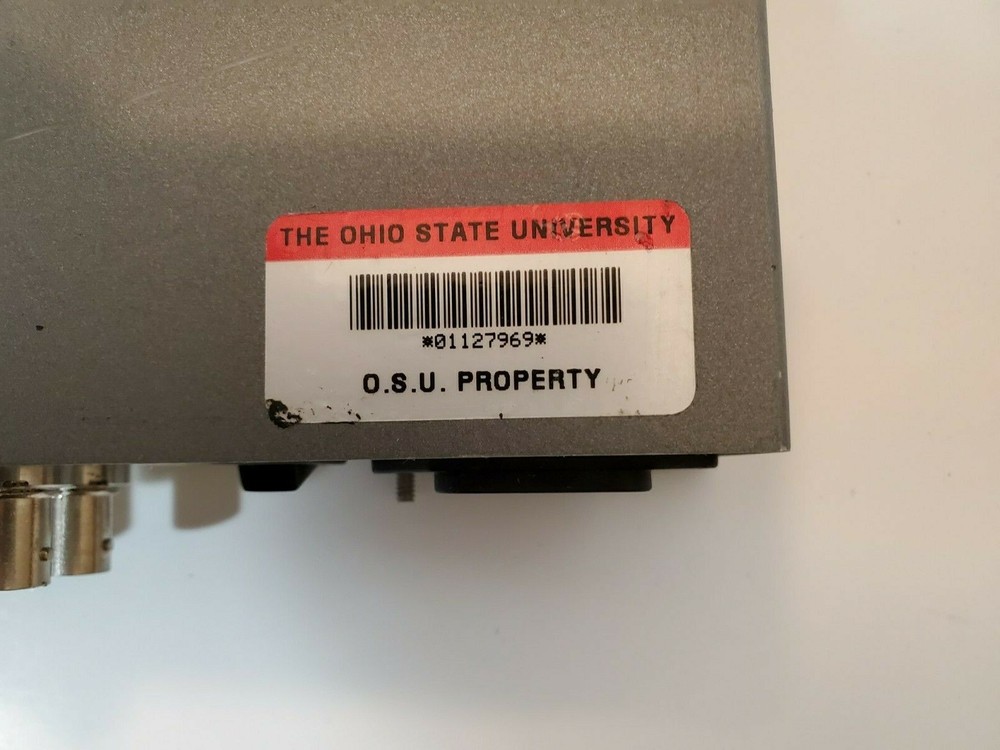 THE OHIO STATE UNIVERSITY
*01127969*
O.S.U. PROPERTY